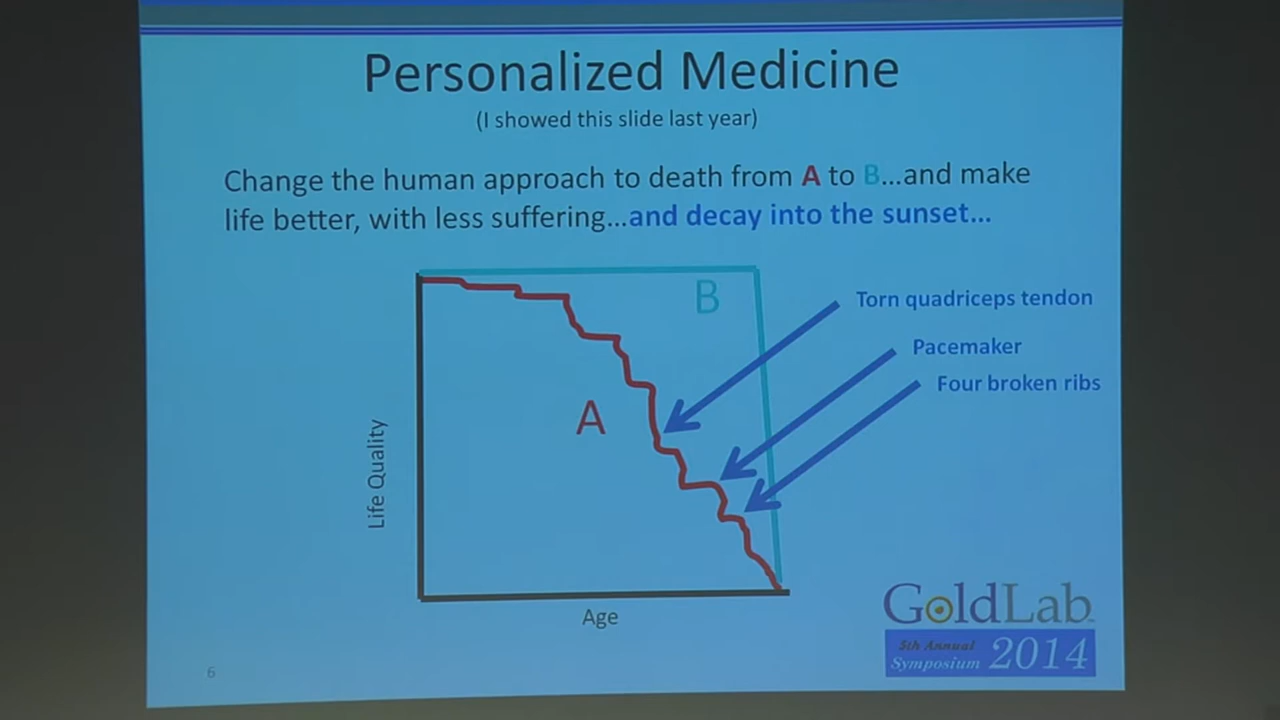 Personalized Medicine
(I showed this slide last year)
Change the human approach to death from A to B...and make
life better, with less suffering...and decay into the sunset...
B
Torn quadriceps tendon
Pacemaker
Four broken ribs
A
Life Quality
Age
GoldLab
5th Annual
Symposium 2014
6